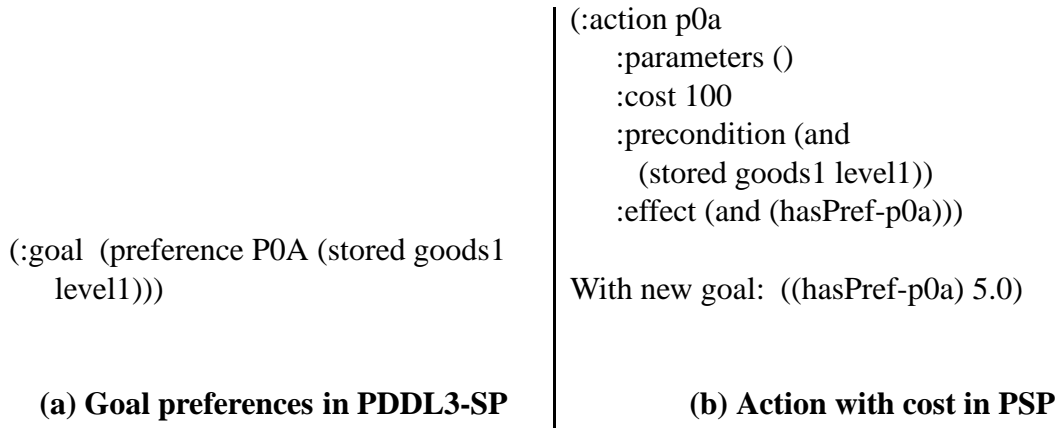 (:goal (preference P0A (stored goods1
level1)))
(a) Goal preferences in PDDL3-SP
(:action p0a
:parameters ()
:cost 100
:precondition (and
(stored goods1 level1))
:effect (and (hasPref-p0a)))
With new goal: ((hasPref-p0a) 5.0)
(b) Action with cost in PSP